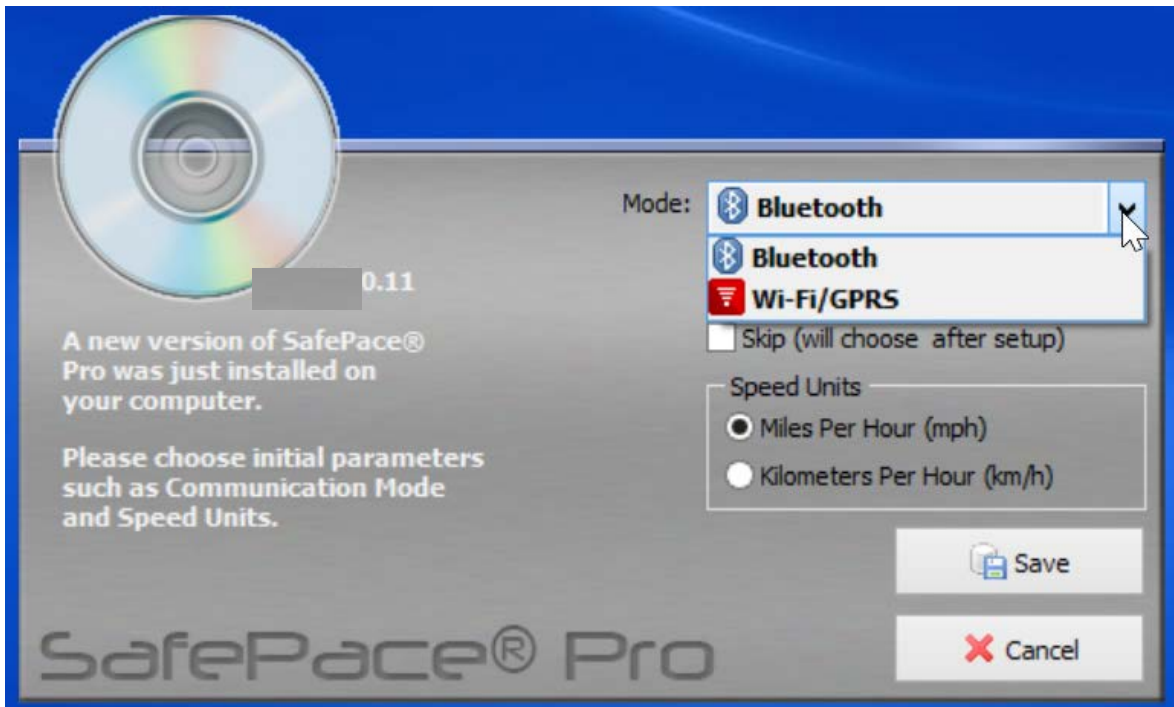 Mode: Bluetooth
Bluetooth
Wi-Fi/GPRS
0.11
A new version of SafePace®
Pro was just installed on
your computer.
Please choose initial parameters
such as Communication Mode
and Speed Units.
Skip (will choose after setup)
Speed Units
Miles Per Hour (mph)
Kilometers Per Hour (km/h)
Save
Cancel
SafePace® Pro